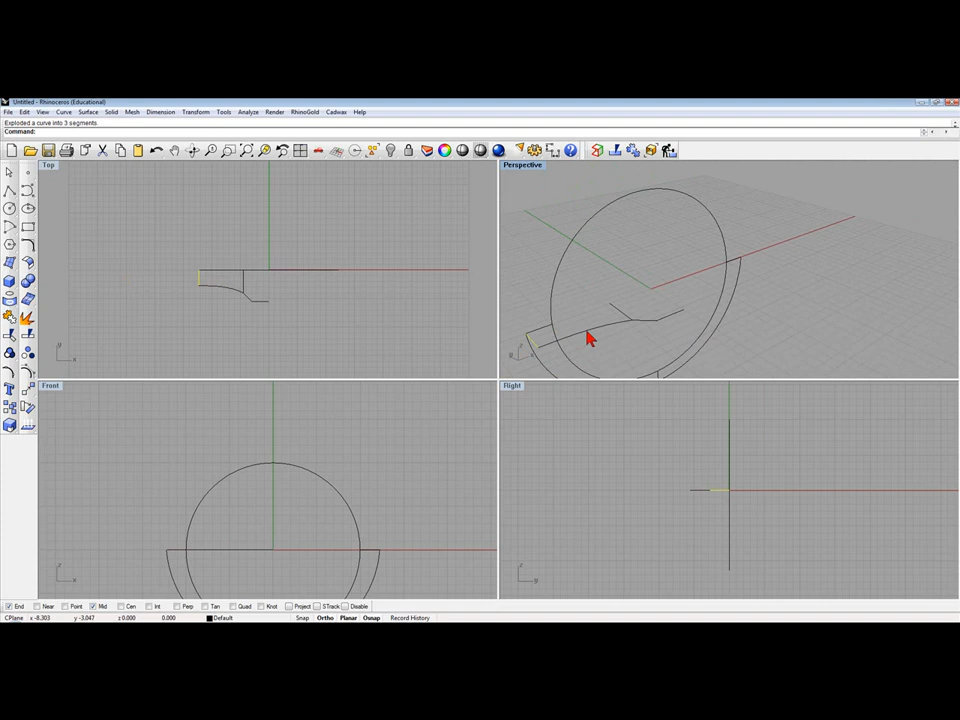 Untitled - Rhinoceros (Educational)
File Edit View Curve Surface Solid Mesh Dimension Transform Tools Analyze Render RhinoGold Cadwax Help
Exploded a curve into 3 segments.
Command:
Top
Perspective
y
x
z
y
x
Front
Right
z
x
z
y
End Near Point Mid Cen Int Perp Tan Quad Knot Project STrack Disable
CPlane x -8.303 y -3.047 z 0.000 0.000 Default Snap Ortho Planar Osnap Record History